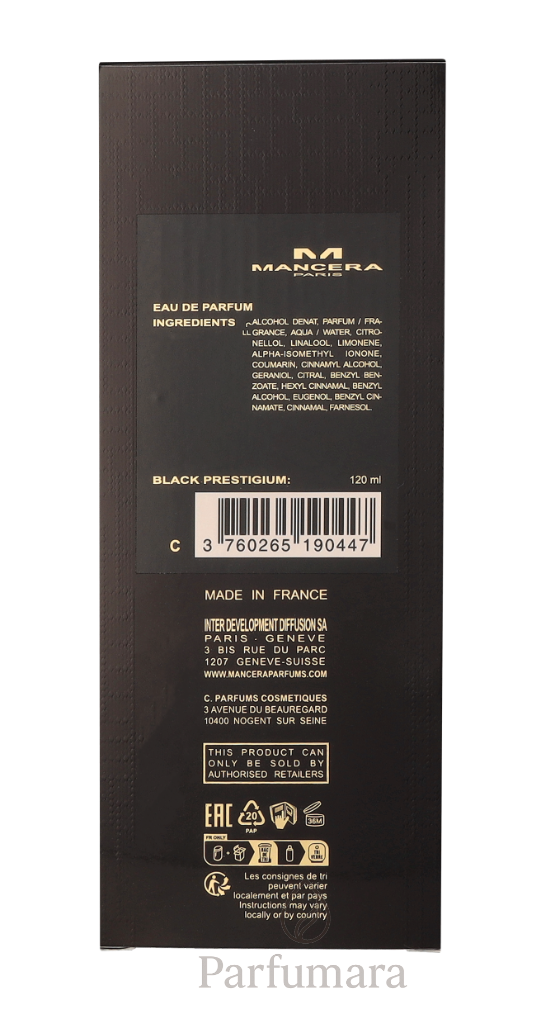 M
MANCERA
PARIS
EAU DE PARFUM
INGREDIENTS
ALCOHOL DENAT, PARFUM / FRA-
GRANCE, AQUA / WATER, CITRO-
NELLOL, LINALOOL, LIMONENE,
ALPHA-ISOMETHYL IONONE,
COUMARIN, CINNAMYL ALCOHOL,
GERANIOL, CITRAL, BENZYL BEN-
ZOATE, HEXYL CINNAMAL, BENZYL
ALCOHOL, EUGENOL, BENZYL CIN-
NAMATE, CINNAMAL, FARNESOL.
BLACK PRESTIGIUM: 120 ml
C 3 760265 190447
MADE IN FRANCE
INTER DEVELOPMENT DIFFUSION SA
PARIS - GENEVE
3 BIS RUE DU PARC
1207 GENEVE-SUISSE
WWW.MANCERAPARFUMS.COM
C. PARFUMS COSMETIQUES
3 AVENUE DU BEAUREGARD
10400 NOGENT SUR SEINE
THIS PRODUCT CAN
ONLY BE SOLD BY
AUTHORISED RETAILERS
EAC 20 36M
PAP
FR ONLY
Les consignes de tri
peuvent varier
localement et par pays
Instructions may vary
locally or by country
Parfumara